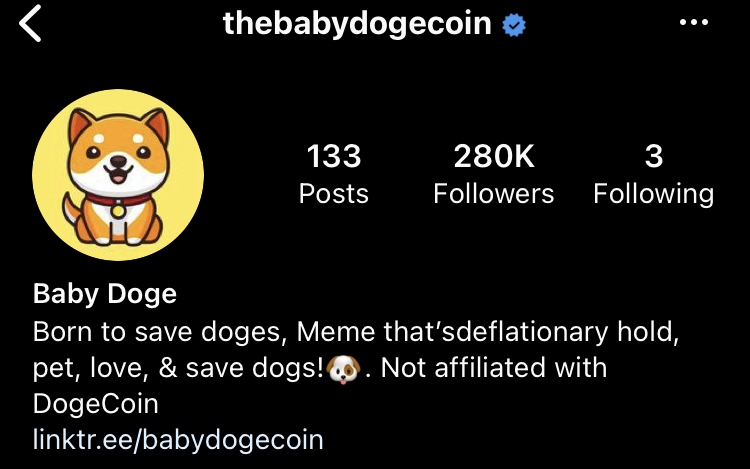 thebabydogecoin
133 280K 3
Posts Followers Following
Baby Doge
Born to save doges, Meme that'sdeflationary hold,
pet, love, & save dogs!🐶. Not affiliated with
DogeCoin
linktr.ee/babydogecoin